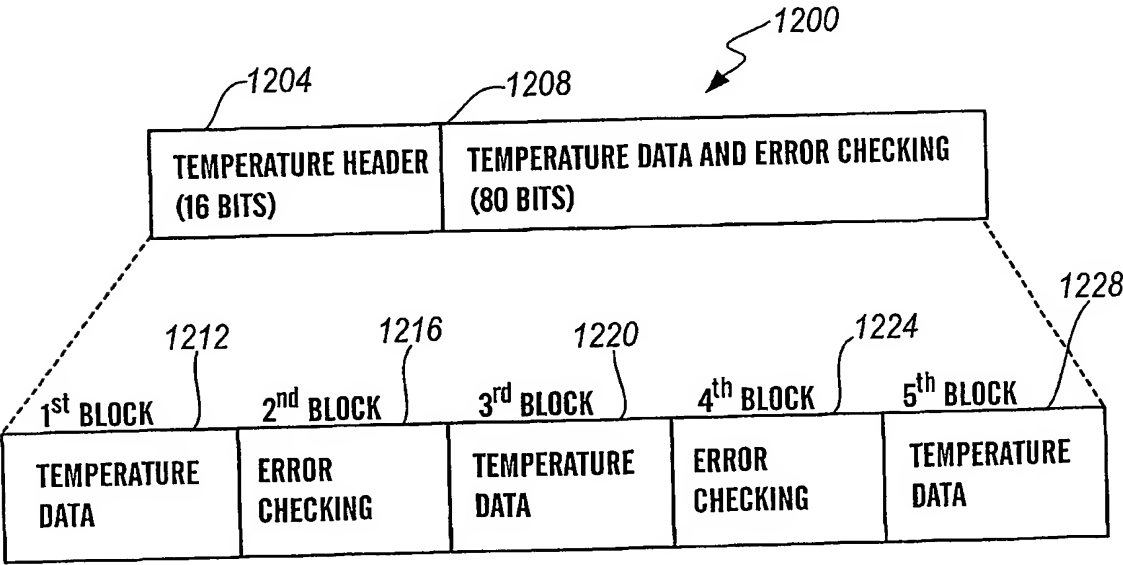 1200
1204
1208
TEMPERATURE HEADER
(16 BITS)
TEMPERATURE DATA AND ERROR CHECKING
(80 BITS)
1212
1216
1220
1224
1228
1st BLOCK
2nd BLOCK
3rd BLOCK
4th BLOCK
5th BLOCK
TEMPERATURE
DATA
ERROR
CHECKING
TEMPERATURE
DATA
ERROR
CHECKING
TEMPERATURE
DATA